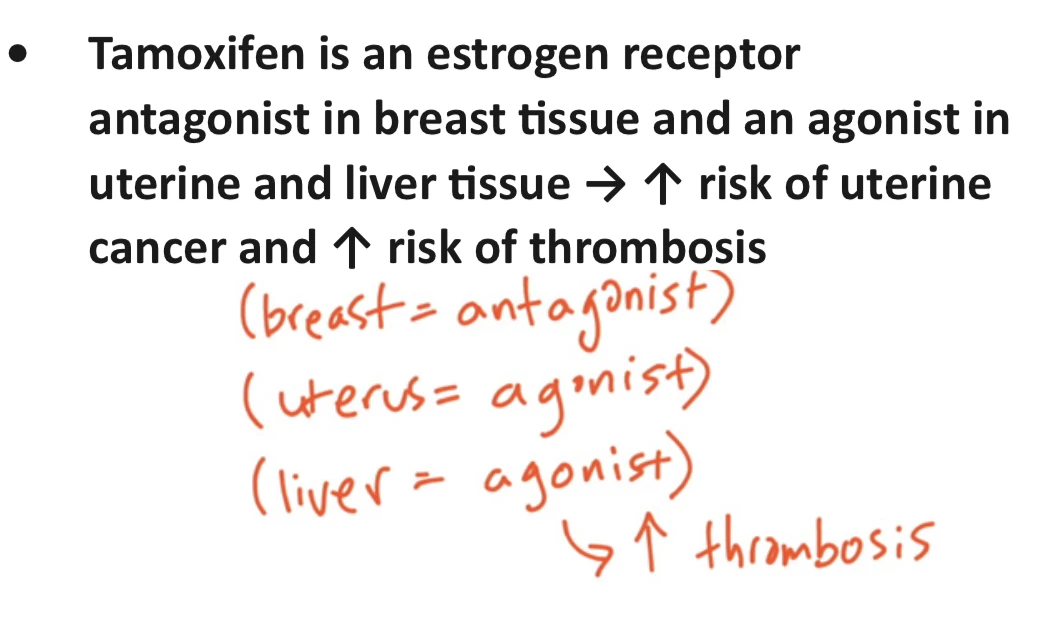 • Tamoxifen is an estrogen receptor
antagonist in breast tissue and an agonist in
uterine and liver tissue → ↑ risk of uterine
cancer and ↑ risk of thrombosis
(breast = antagonist)
(uterus = agonist)
(liver = agonist)
↳ ↑ thrombosis